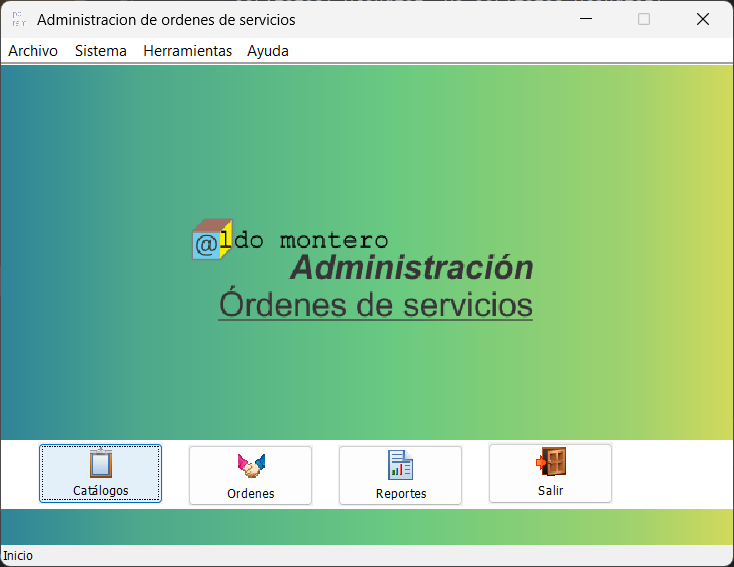 Administracion de ordenes de servicios
Archivo Sistema Herramientas Ayuda
@ldo montero
Administración
Órdenes de servicios
Catálogos Ordenes Reportes Salir
Inicio